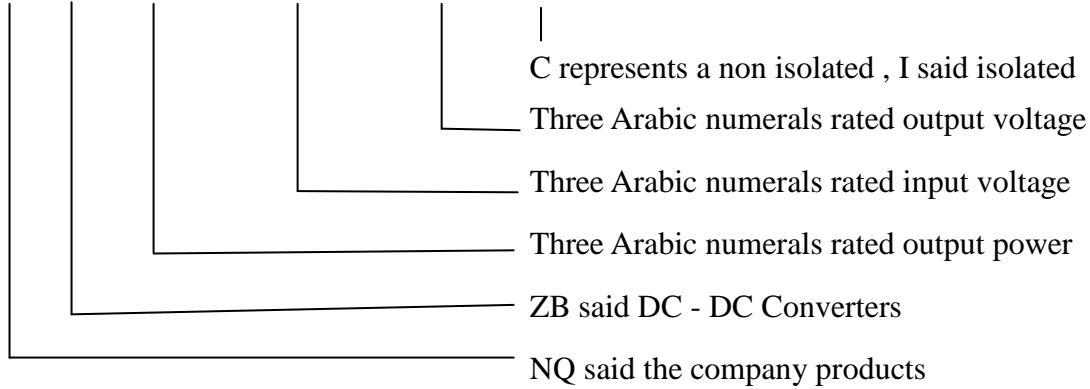 C represents a non isolated , I said isolated
Three Arabic numerals rated output voltage
Three Arabic numerals rated input voltage
Three Arabic numerals rated output power
ZB said DC - DC Converters
NQ said the company products